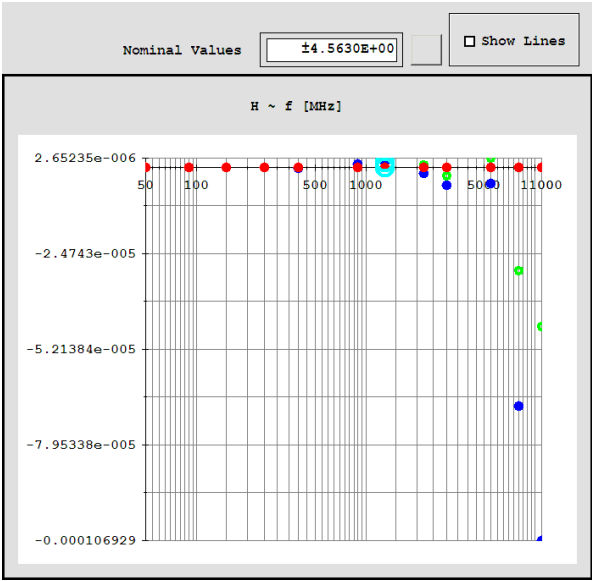 Nominal Values
±4.5630E+00
Show Lines
H ~ f [MHz]
2.65235e-006
50 100 500 1000 5000 11000
-2.4743e-005
-5.21384e-005
-7.95338e-005
-0.000106929